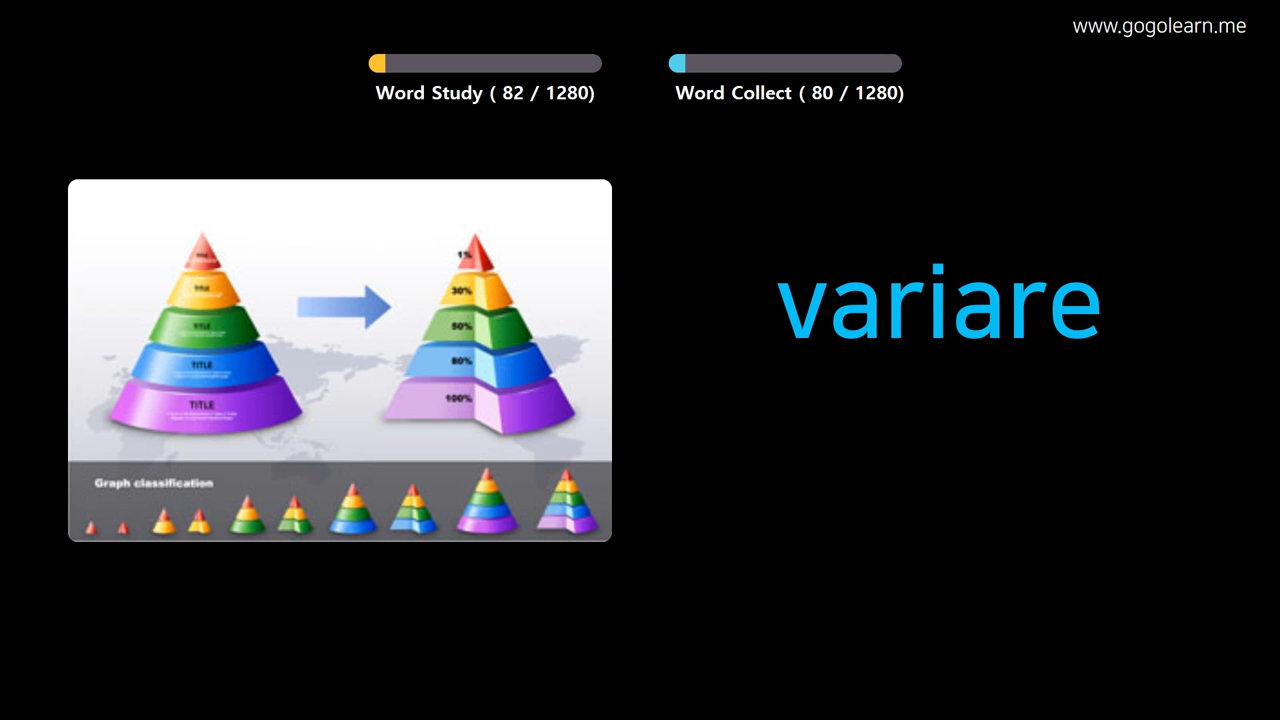 www.gogolearn.me
Word Study ( 82 / 1280)
Word Collect ( 80 / 1280)
variare
TITLE
TITLE
TITLE
TITLE
1%
30%
50%
80%
100%
Graph classification